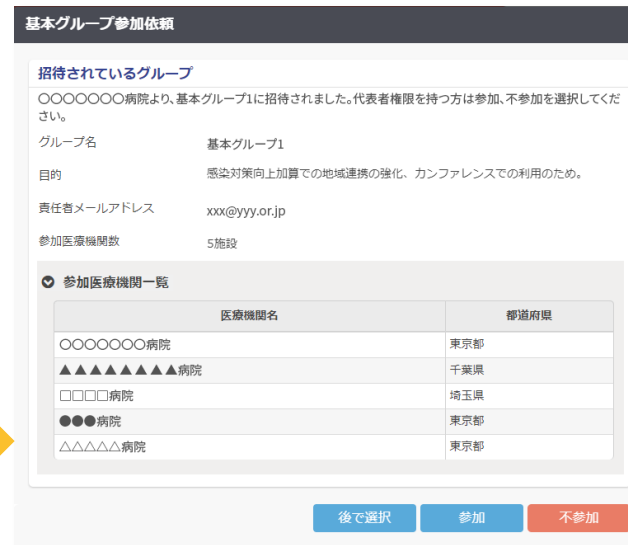 基本グループ参加依頼
招待されているグループ
〇〇〇〇〇〇〇病院より、基本グループ1に招待されました。代表者権限を持つ方は参加、不参加を選択してくだ
さい。
グループ名 基本グループ1
目的 感染対策向上加算での地域連携の強化、カンファレンスでの利用のため。
責任者メールアドレス xxx@yyy.or.jp
参加医療機関数 5施設
参加医療機関一覧
医療機関名 都道府県
〇〇〇〇〇〇〇病院 東京都
▲▲▲▲▲▲▲▲病院 千葉県
□□□□病院 埼玉県
●●●病院 東京都
△△△△△病院 東京都
後で選択 参加 不参加